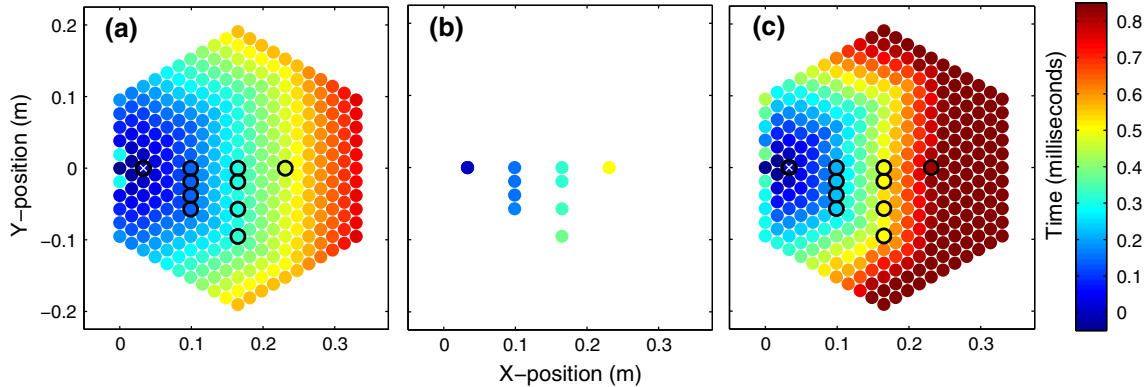 (a)
(b)
(c)
Y−position (m)
0.2
0.1
0
−0.1
−0.2
0 0.1 0.2 0.3
0 0.1 0.2 0.3
0 0.1 0.2 0.3
X−position (m)
Time (milliseconds)
0.8
0.7
0.6
0.5
0.4
0.3
0.2
0.1
0